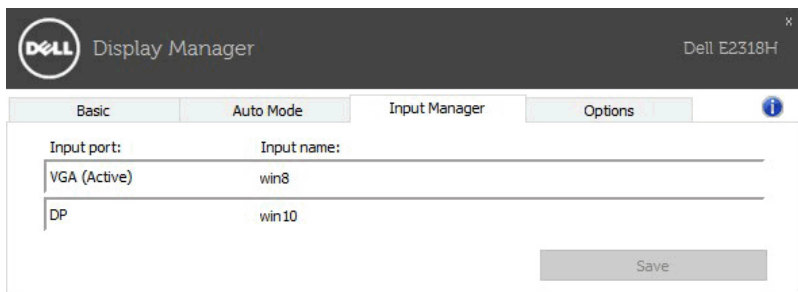 x
DELL Display Manager Dell E2318H
Basic Auto Mode Input Manager Options i
Input port: Input name:
VGA (Active) win8
DP win10
Save